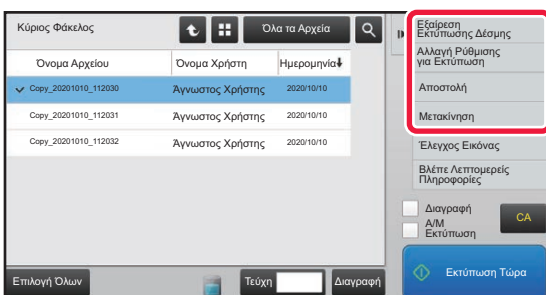 Κύριος Φάκελος
Όλα τα Αρχεία
Όνομα Αρχείου Όνομα Χρήστη Ημερομηνία
Copy_20201010_112030 Άγνωστος Χρήστης 2020/10/10
Copy_20201010_112031 Άγνωστος Χρήστης 2020/10/10
Copy_20201010_112032 Άγνωστος Χρήστης 2020/10/10
Επιλογή Όλων
Τεύχη
Διαγραφή
Εξαίρεση
Εκτύπωσης Δέσμης
Αλλαγή Ρύθμισης
για Εκτύπωση
Αποστολή
Μετακίνηση
Έλεγχος Εικόνας
Βλέπε Λεπτομερείς
Πληροφορίες
Διαγραφή
Α/Μ
Εκτύπωση
CA
Εκτύπωση Τώρα